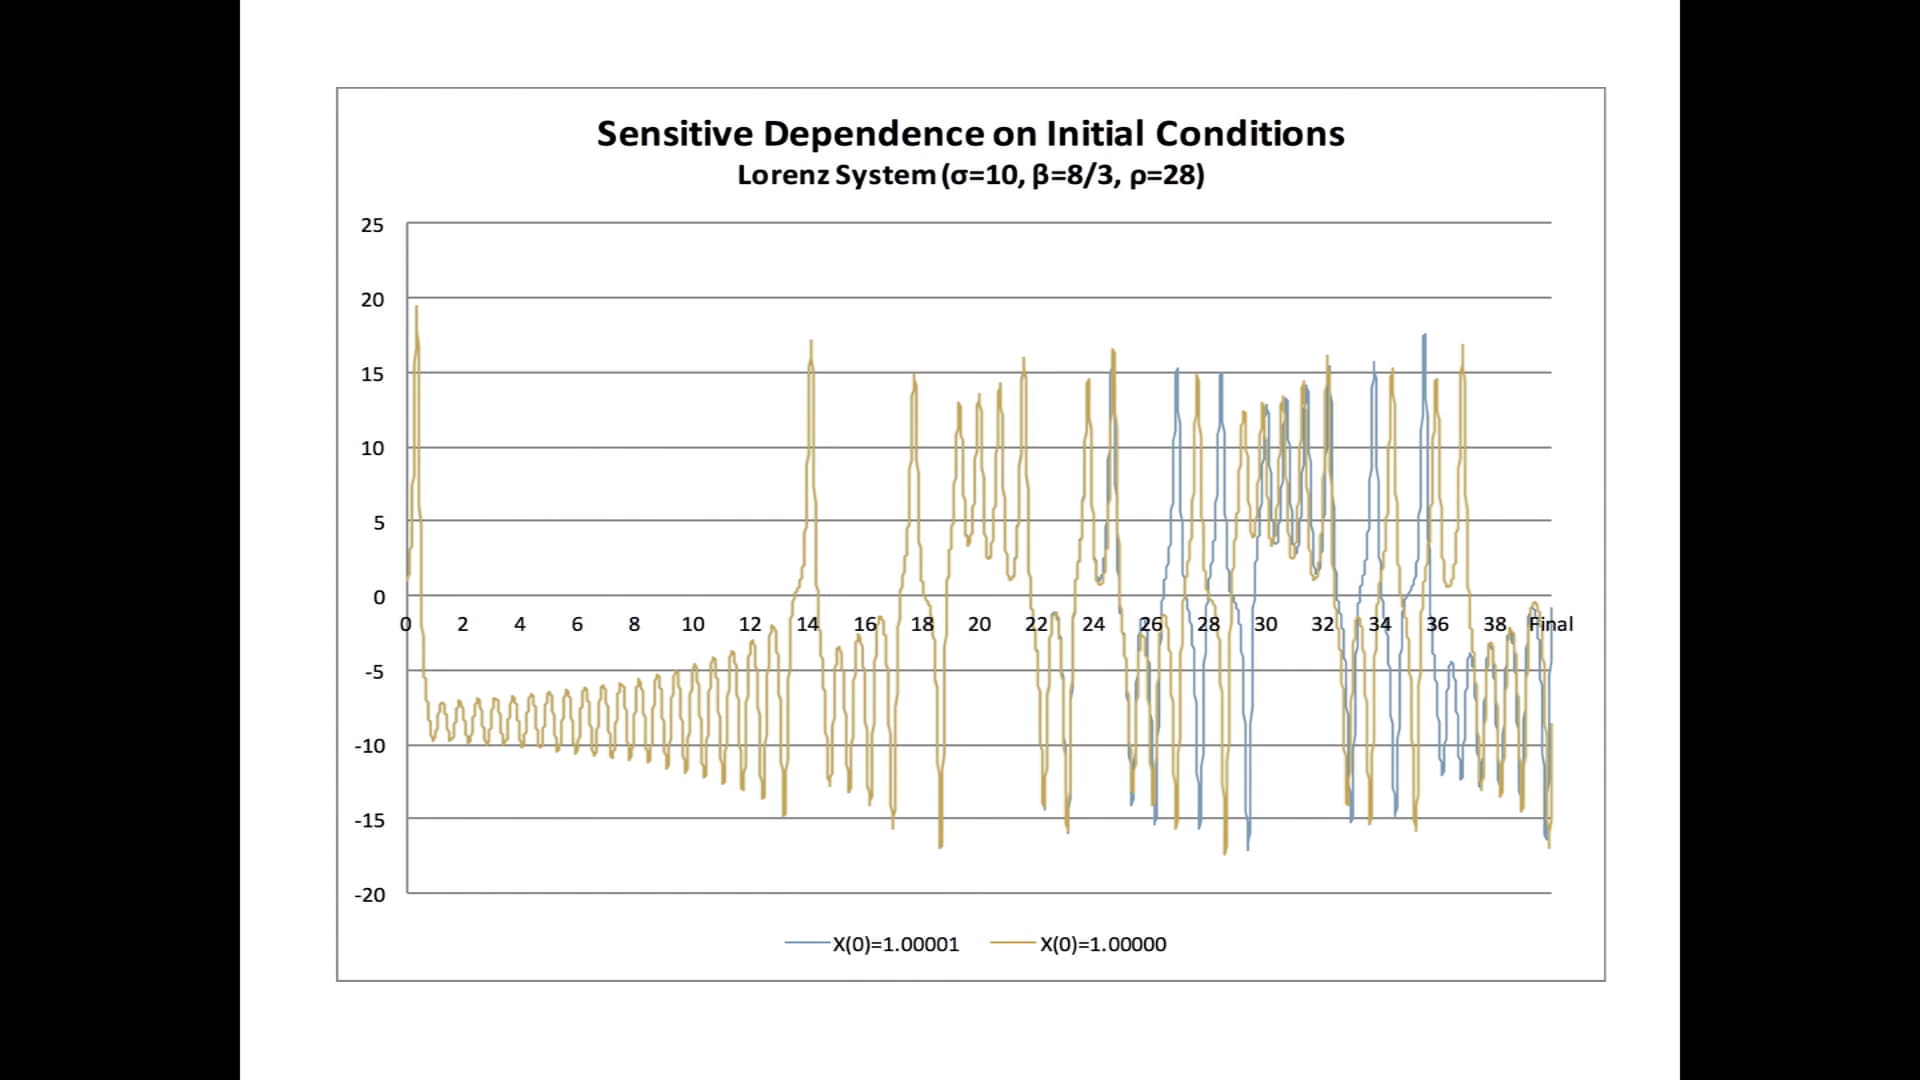 Sensitive Dependence on Initial Conditions
Lorenz System (σ=10, β=8/3, ρ=28)
25
20
15
10
5
0
0 2 4 6 8 10 12 14 16 18 20 22 24 26 28 30 32 34 36 38 Final
-5
-10
-15
-20
X(0)=1.00001 X(0)=1.00000